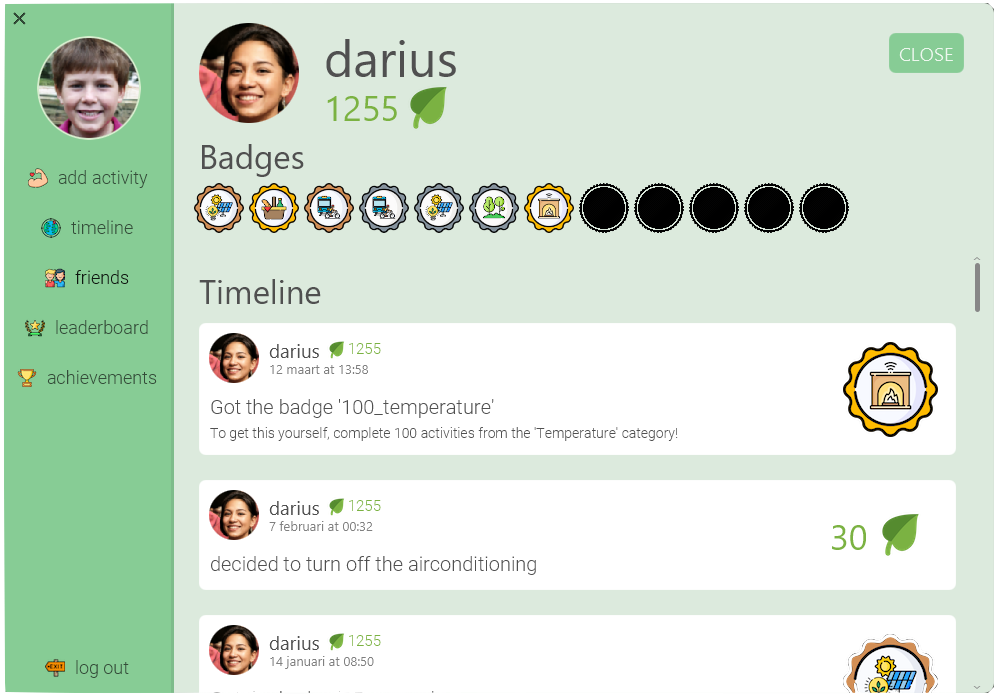 add activity
timeline
friends
leaderboard
achievements
EXIT
log out
darius
1255
CLOSE
Badges
Timeline
darius 1255
12 maart at 13:58
Got the badge '100_temperature'
To get this yourself, complete 100 activities from the 'Temperature' category!
darius 1255
7 februari at 00:32
decided to turn off the airconditioning
30
darius 1255
14 januari at 08:50